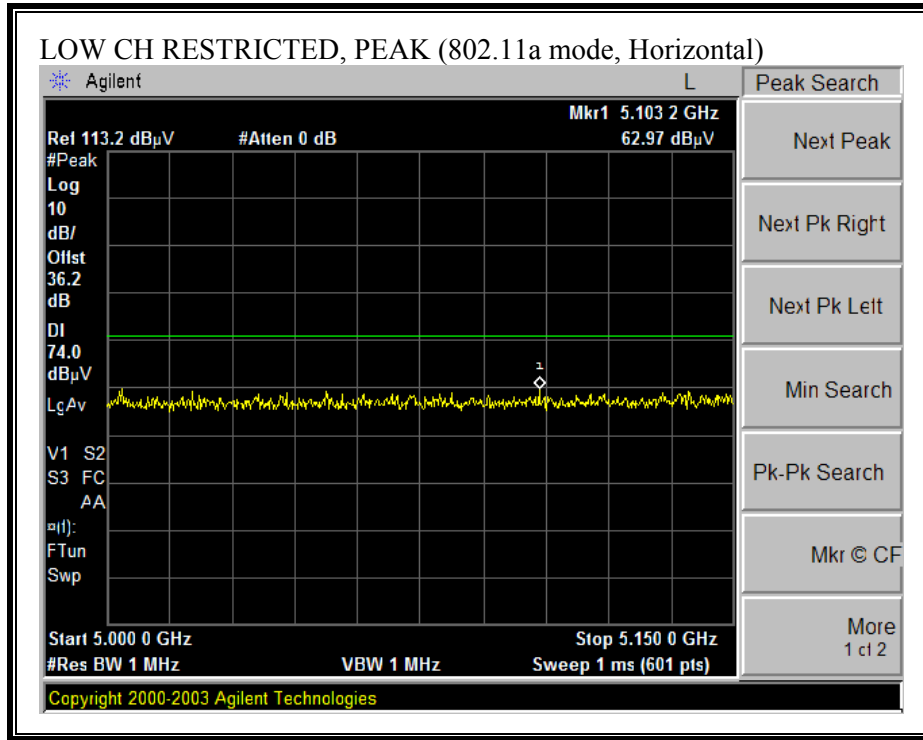 LOW CH RESTRICTED, PEAK (802.11a mode, Horizontal)
Agilent L
Peak Search
Mkr1 5.103 2 GHz
Ref 113.2 dBµV #Atten 0 dB 62.97 dBµV
#Peak
Log
10
dB/
Offst
36.2
dB
DI
74.0
dBµV
LgAv
1
V1 S2
S3 FC
AA
¤(f):
FTun
Swp
Start 5.000 0 GHz Stop 5.150 0 GHz
#Res BW 1 MHz VBW 1 MHz Sweep 1 ms (601 pts)
Copyright 2000-2003 Agilent Technologies
Next Peak
Next Pk Right
Next Pk Left
Min Search
Pk-Pk Search
Mkr © CF
More
1 of 2